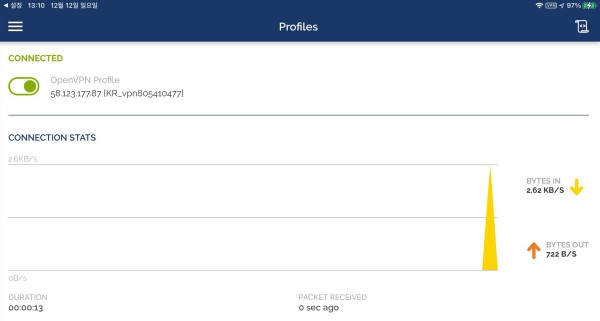 ◀ 설정 13:10 12월 12일 일요일
VPN 97%
Profiles
CONNECTED
OpenVPN Profile
58.123.177.87 [KR_vpn805410477]
CONNECTION STATS
2.6KB/s
BYTES IN
2.62 KB/S
BYTES OUT
722 B/S
0B/s
DURATION
00:00:13
PACKET RECEIVED
0 sec ago